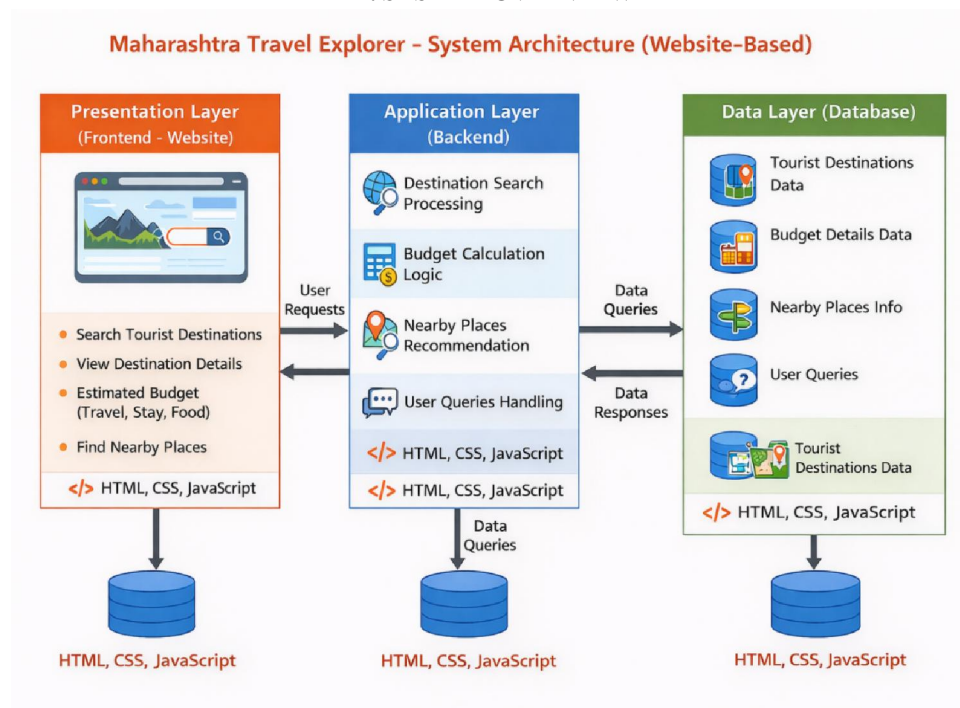 Maharashtra Travel Explorer – System Architecture (Website-Based)
Presentation Layer
(Frontend - Website)
Search Tourist Destinations
View Destination Details
Estimated Budget
(Travel, Stay, Food)
Find Nearby Places
</> HTML, CSS, JavaScript
User
Requests
Application Layer
(Backend)
Destination Search
Processing
Budget Calculation
Logic
Nearby Places
Recommendation
User Queries Handling
</> HTML, CSS, JavaScript
</> HTML, CSS, JavaScript
Data
Queries
Data
Responses
Data Layer (Database)
Tourist Destinations
Data
Budget Details Data
Nearby Places Info
User Queries
Tourist
Destinations Data
</> HTML, CSS, JavaScript
Data
Queries
HTML, CSS, JavaScript
HTML, CSS, JavaScript
HTML, CSS, JavaScript